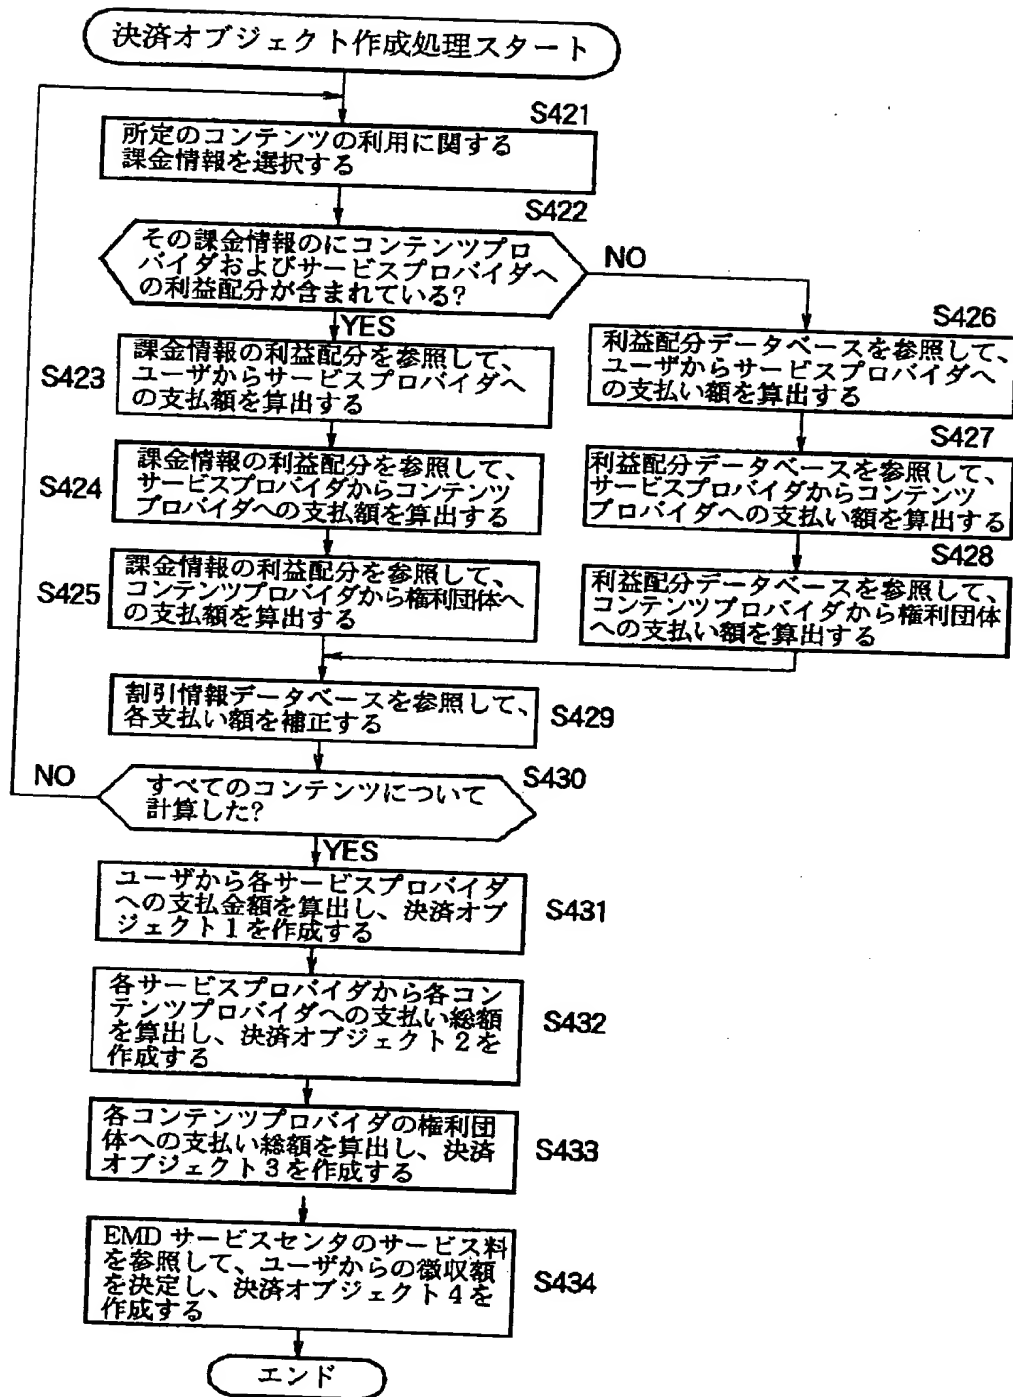 決済オブジェクト作成処理スタート
S421
所定のコンテンツの利用に関する
課金情報を選択する
S422
その課金情報のにコンテンツプロ
バイダおよびサービスプロバイダへ
の利益配分が含まれている?
NO
YES
S423
課金情報の利益配分を参照して、
ユーザからサービスプロバイダへ
の支払額を算出する
S426
利益配分データベースを参照して、
ユーザからサービスプロバイダへ
の支払い額を算出する
S424
課金情報の利益配分を参照して、
サービスプロバイダからコンテンツ
プロバイダへの支払額を算出する
S427
利益配分データベースを参照して、
サービスプロバイダからコンテンツ
プロバイダへの支払い額を算出する
S425
課金情報の利益配分を参照して、
コンテンツプロバイダから権利団体へ
の支払額を算出する
S428
利益配分データベースを参照して、
コンテンツプロバイダから権利団体
への支払い額を算出する
割引情報データベースを参照して、
各支払い額を補正する
S429
NO
すべてのコンテンツについて
計算した?
S430
YES
ユーザから各サービスプロバイダ
への支払金額を算出し、決済オブ
ジェクト1を作成する
S431
各サービスプロバイダから各コン
テンツプロバイダへの支払い総額
を算出し、決済オブジェクト2を
作成する
S432
各コンテンツプロバイダの権利団
体への支払い総額を算出し、決済
オブジェクト3を作成する
S433
EMD サービスセンタのサービス料
を参照して、ユーザからの徴収額
を決定し、決済オブジェクト4を
作成する
S434
エンド